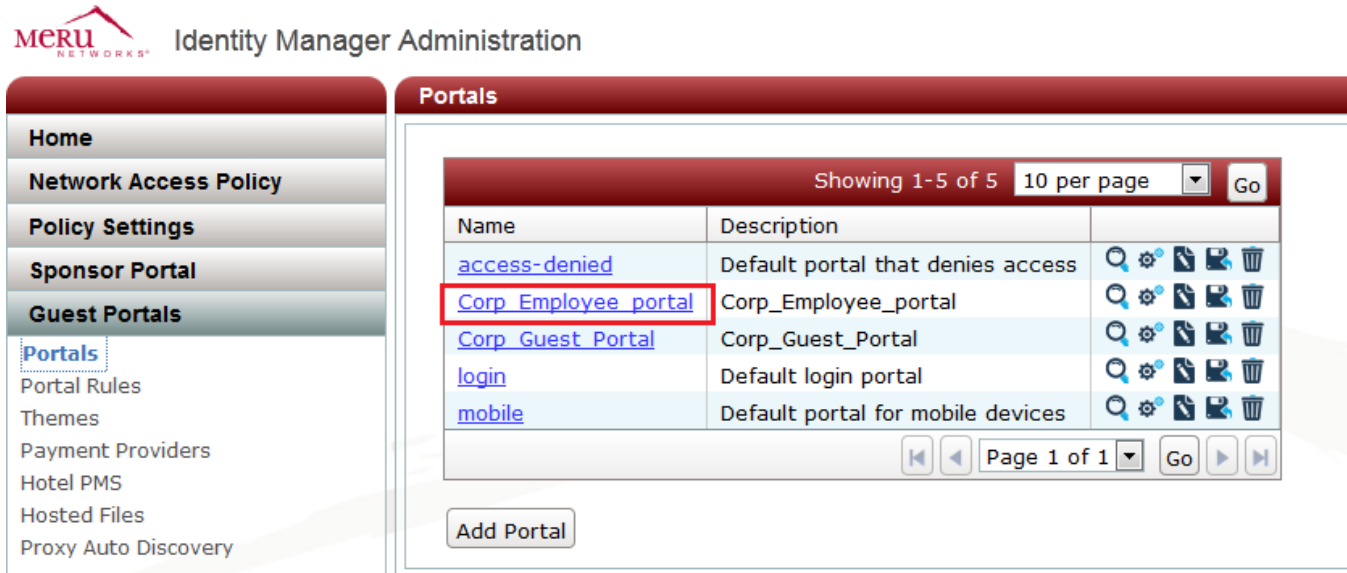 MERU
NETWORKS
Identity Manager Administration
Home
Network Access Policy
Policy Settings
Sponsor Portal
Guest Portals
Portals
Portal Rules
Themes
Payment Providers
Hotel PMS
Hosted Files
Proxy Auto Discovery
Portals
Showing 1-5 of 5 10 per page Go
Name Description
access-denied Default portal that denies access
Corp_Employee_portal Corp_Employee_portal
Corp_Guest_Portal Corp_Guest_Portal
login Default login portal
mobile Default portal for mobile devices
Page 1 of 1 Go
Add Portal